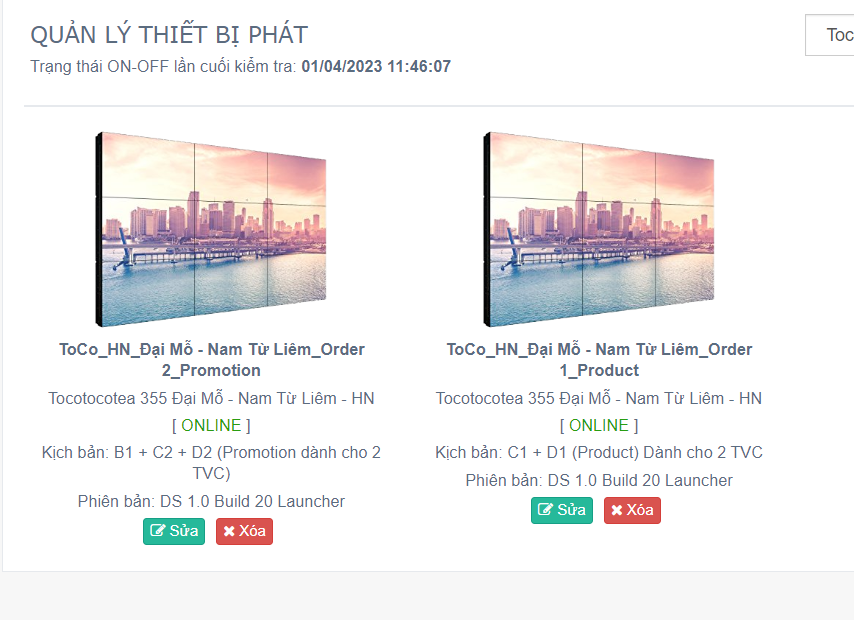 QUẢN LÝ THIẾT BỊ PHÁT
Toc
Trạng thái ON-OFF lần cuối kiểm tra: 01/04/2023 11:46:07
ToCo_HN_Đại Mỗ - Nam Từ Liêm_Order
2_Promotion
Tocotocotea 355 Đại Mỗ - Nam Từ Liêm - HN
[ ONLINE ]
Kịch bản: B1 + C2 + D2 (Promotion dành cho 2
TVC)
Phiên bản: DS 1.0 Build 20 Launcher
Sửa
Xóa
ToCo_HN_Đại Mỗ - Nam Từ Liêm_Order
1_Product
Tocotocotea 355 Đại Mỗ - Nam Từ Liêm - HN
[ ONLINE ]
Kịch bản: C1 + D1 (Product) Dành cho 2 TVC
Phiên bản: DS 1.0 Build 20 Launcher
Sửa
Xóa